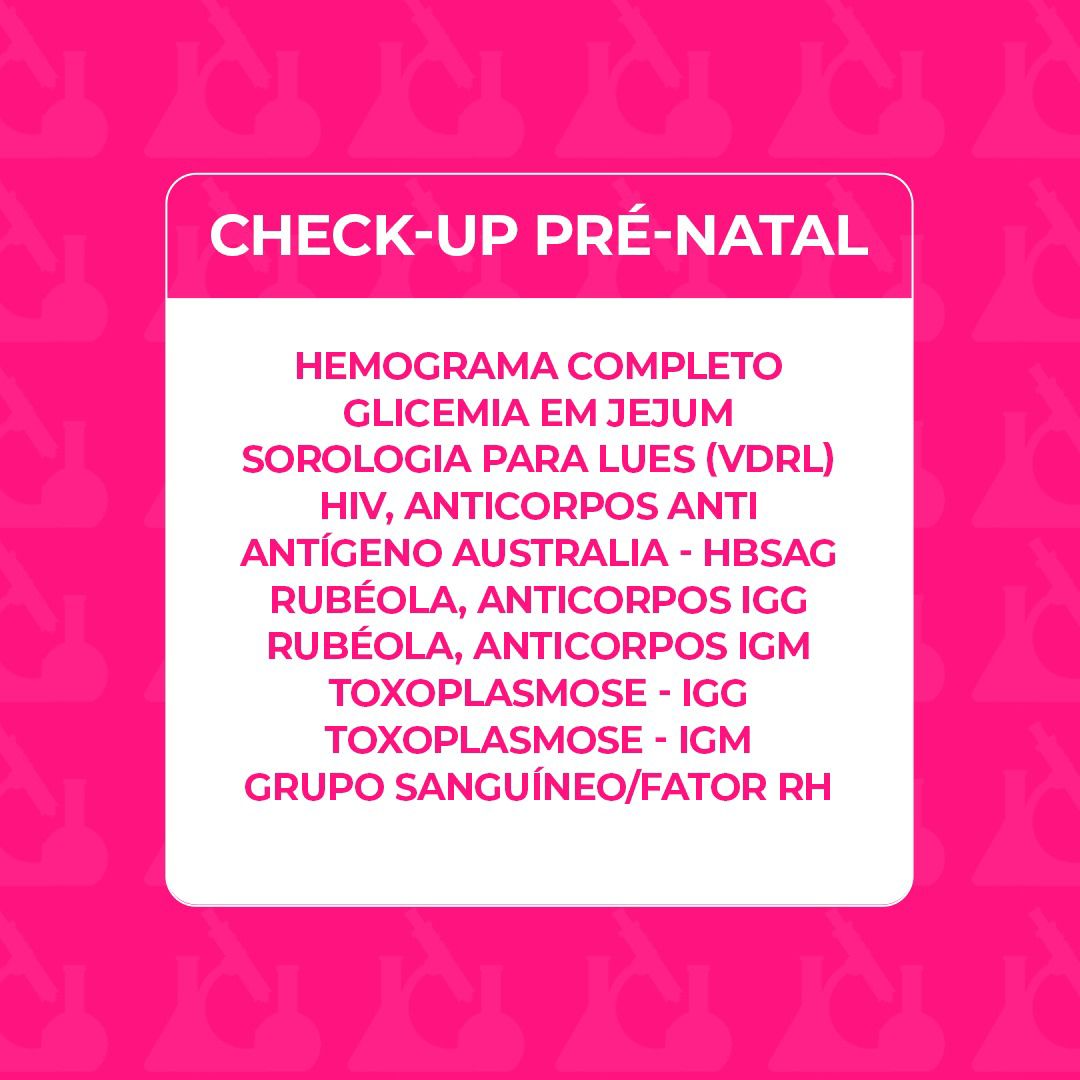 CHECK-UP PRÉ-NATAL
HEMOGRAMA COMPLETO
GLICEMIA EM JEJUM
SOROLOGIA PARA LUES (VDRL)
HIV, ANTICORPOS ANTI
ANTÍGENO AUSTRALIA - HBSAG
RUBÉOLA, ANTICORPOS IGG
RUBÉOLA, ANTICORPOS IGM
TOXOPLASMOSE - IGG
TOXOPLASMOSE - IGM
GRUPO SANGUÍNEO/FATOR RH